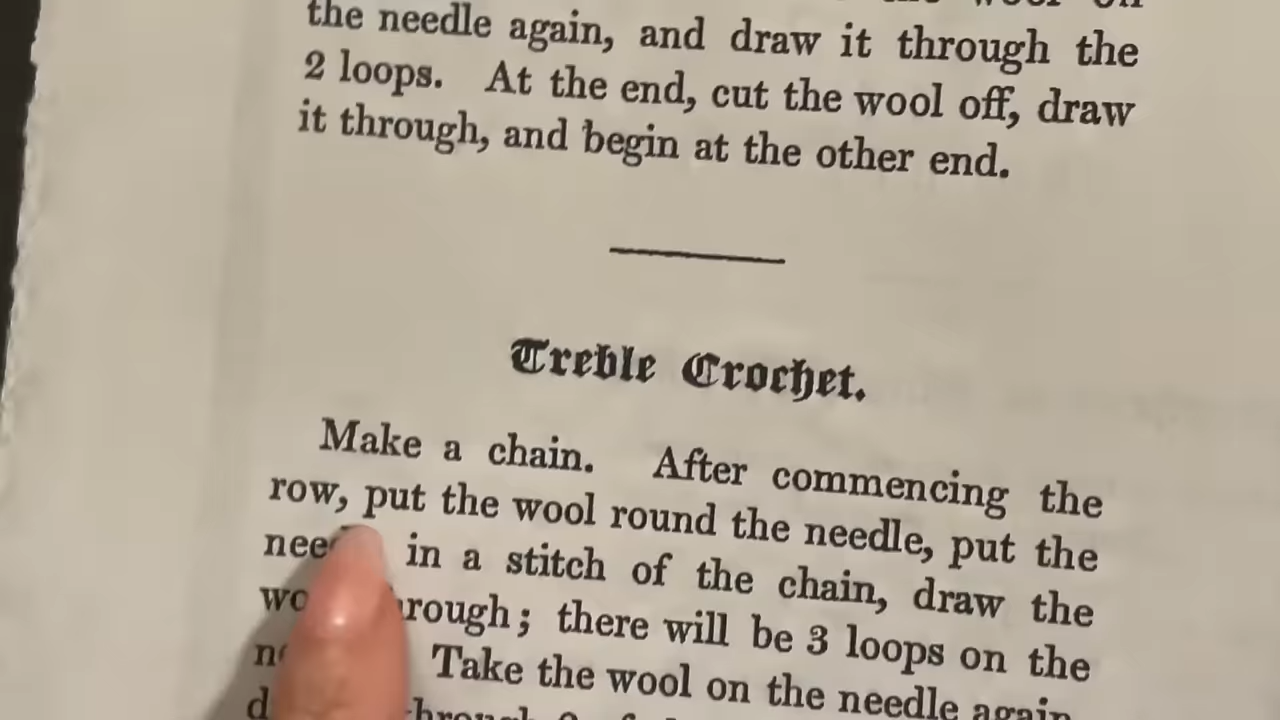 the needle again, and draw it through the
2 loops. At the end, cut the wool off, draw
it through, and begin at the other end.
Treble Crochet.
Make a chain. After commencing the
row, put the wool round the needle, put the
in a stitch of the chain, draw the
there will be 3 loops on the
Take the wool on the needle again